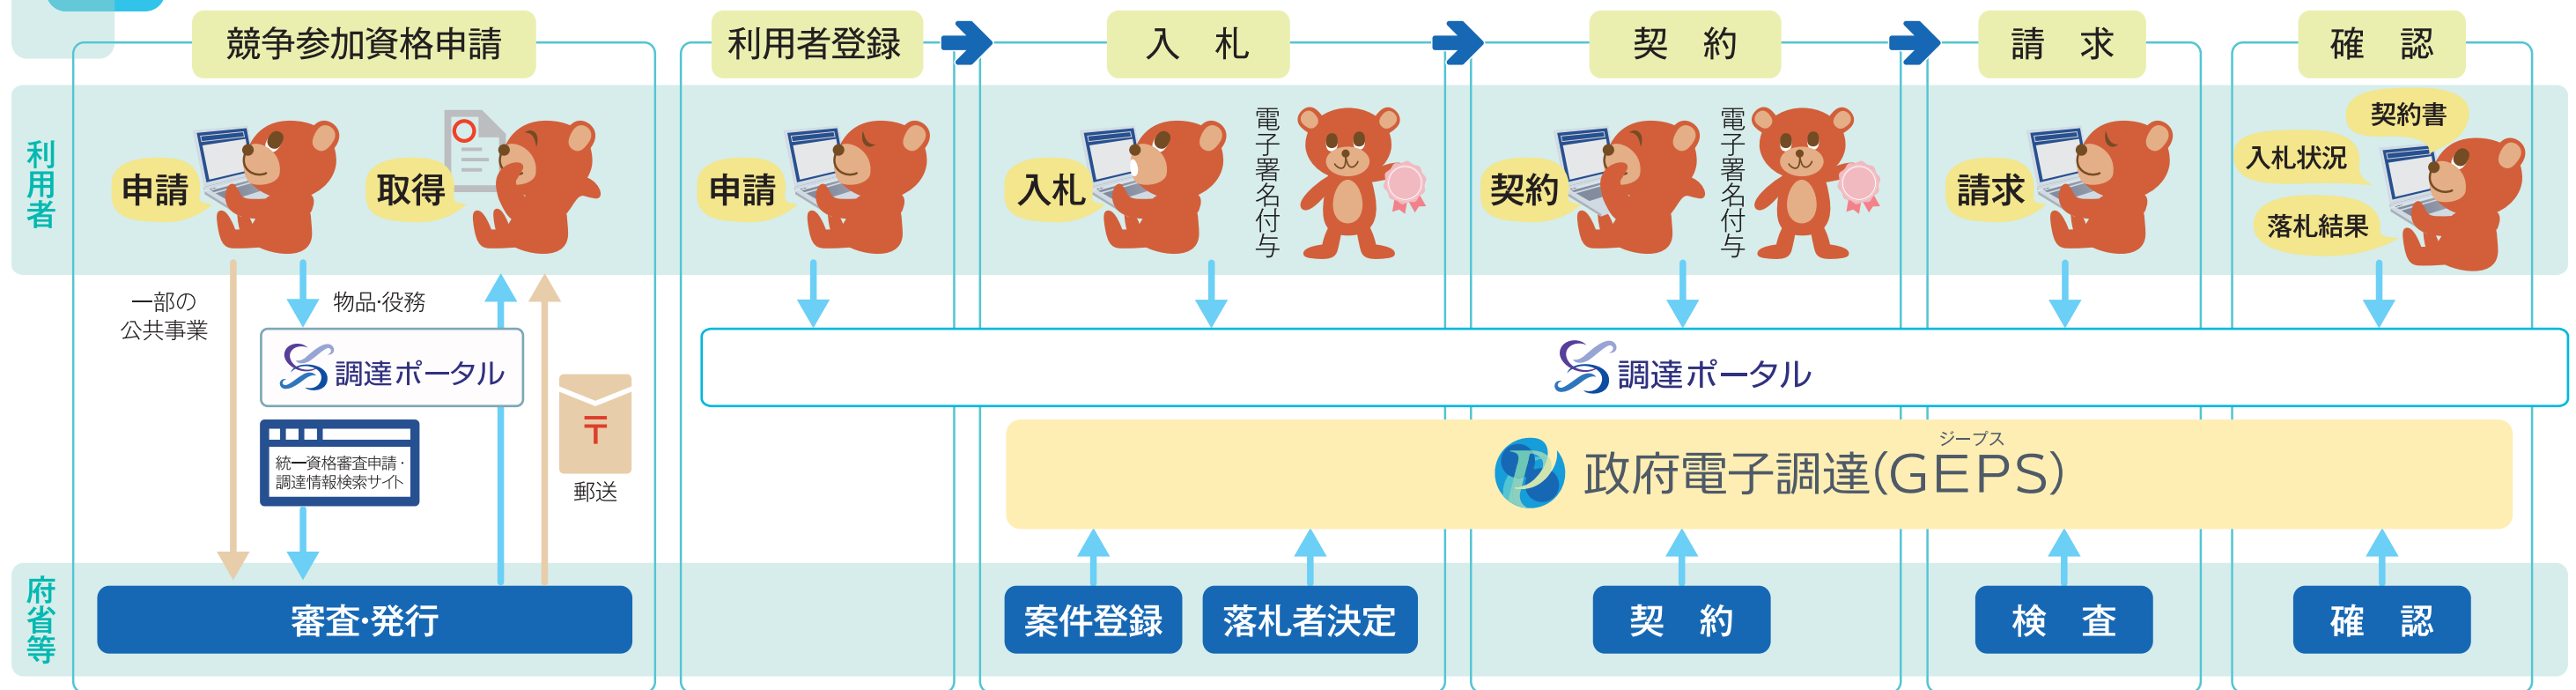 競争参加資格申請
利用者登録
入　札
契　約
請　求
確　認
利用者
申請
取得
申請
入札
電子署名付与
契約
電子署名付与
請求
契約書
入札状況
落札結果
一部の
公共事業
物品・役務
調達ポータル
調達ポータル
統一資格審査申請・
調達情報検索サイト
〒
郵送
ジープス
政府電子調達（GEPS）
府省等
審査・発行
案件登録
落札者決定
契　約
検　査
確　認